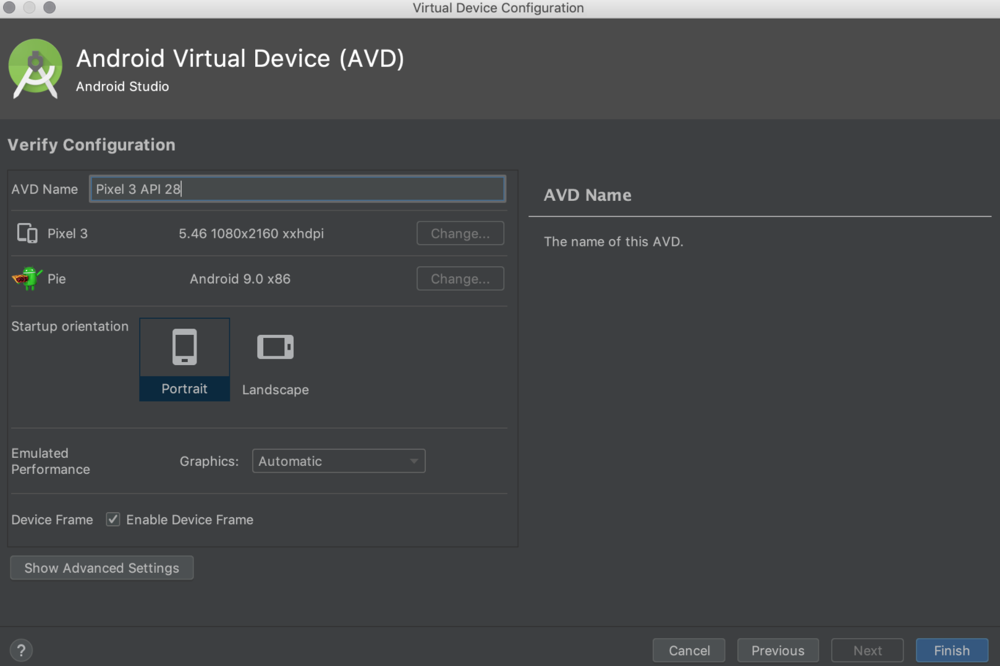 Virtual Device Configuration
Android Virtual Device (AVD)
Android Studio
Verify Configuration
AVD Name Pixel 3 API 28
Pixel 3 5.46 1080x2160 xxhdpi Change...
Pie Android 9.0 x86 Change...
Startup orientation
Portrait
Landscape
Emulated
Performance
Graphics: Automatic
Device Frame Enable Device Frame
Show Advanced Settings
AVD Name
The name of this AVD.
? Cancel Previous Next Finish